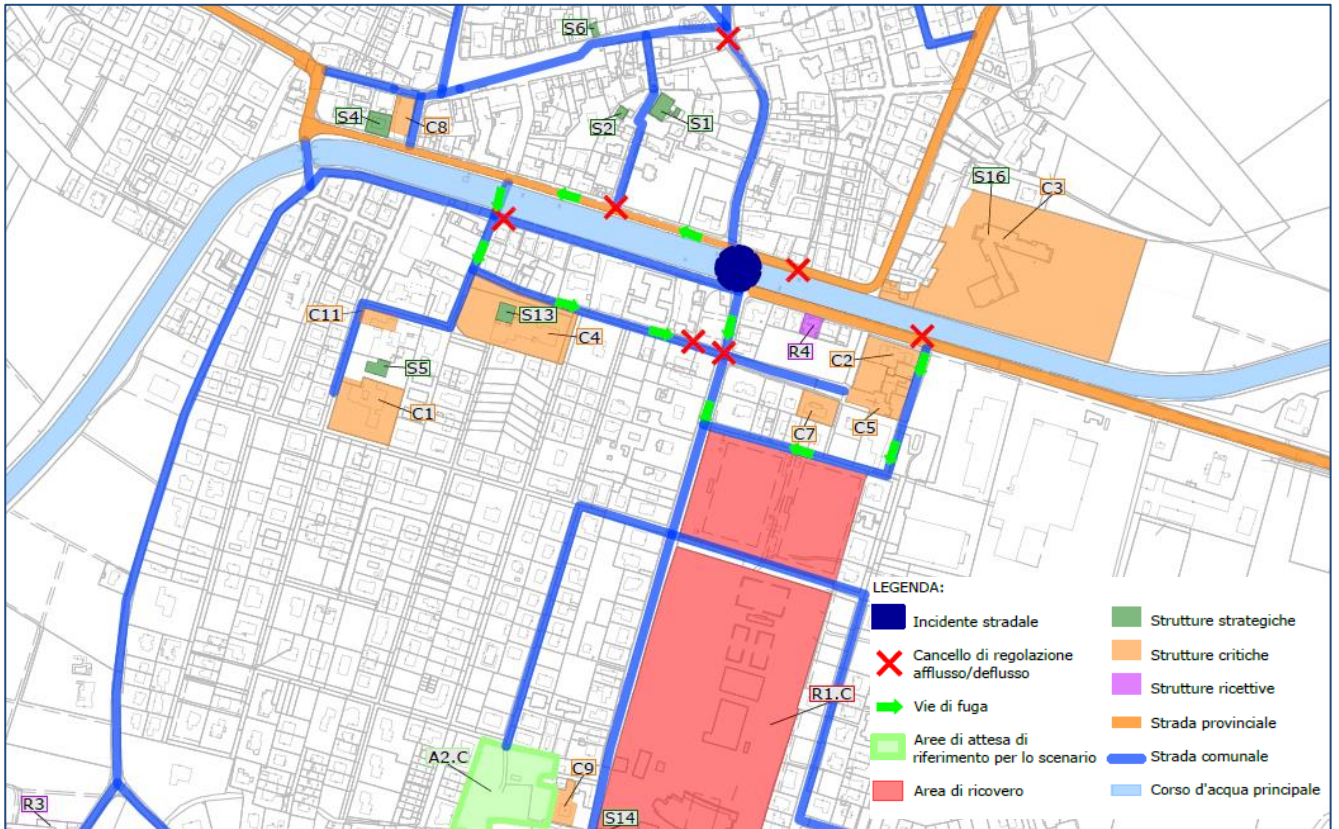 S6
S4
C8
S2
S1
S16
C3
C11
S13
C4
S5
R4
C2
C1
C7
C5
A2.C
C9
R1.C
R3
S14
LEGENDA:
Incidente stradale
Cancello di regolazione
afflusso/deflusso
Vie di fuga
Aree di attesa di
riferimento per lo scenario
Area di ricovero
Strutture strategiche
Strutture critiche
Strutture ricettive
Strada provinciale
Strada comunale
Corso d'acqua principale